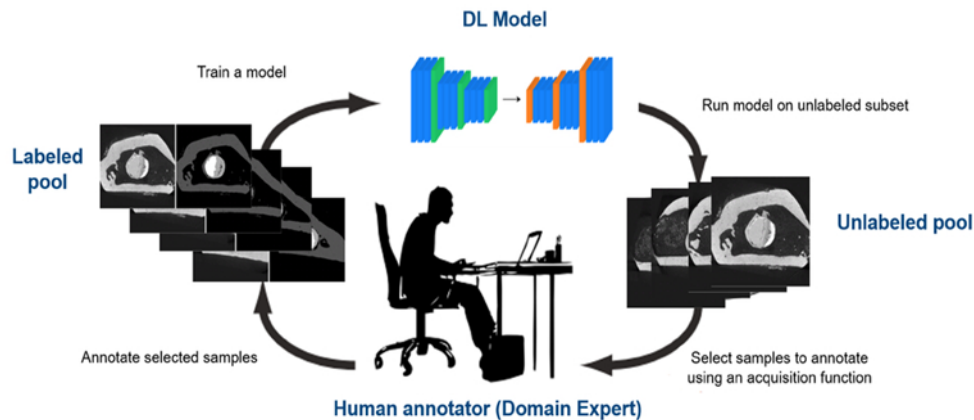 DL Model
Train a model
Run model on unlabeled subset
Labeled
pool
Unlabeled pool
Annotate selected samples
Select samples to annotate
using an acquisition function
Human annotator (Domain Expert)